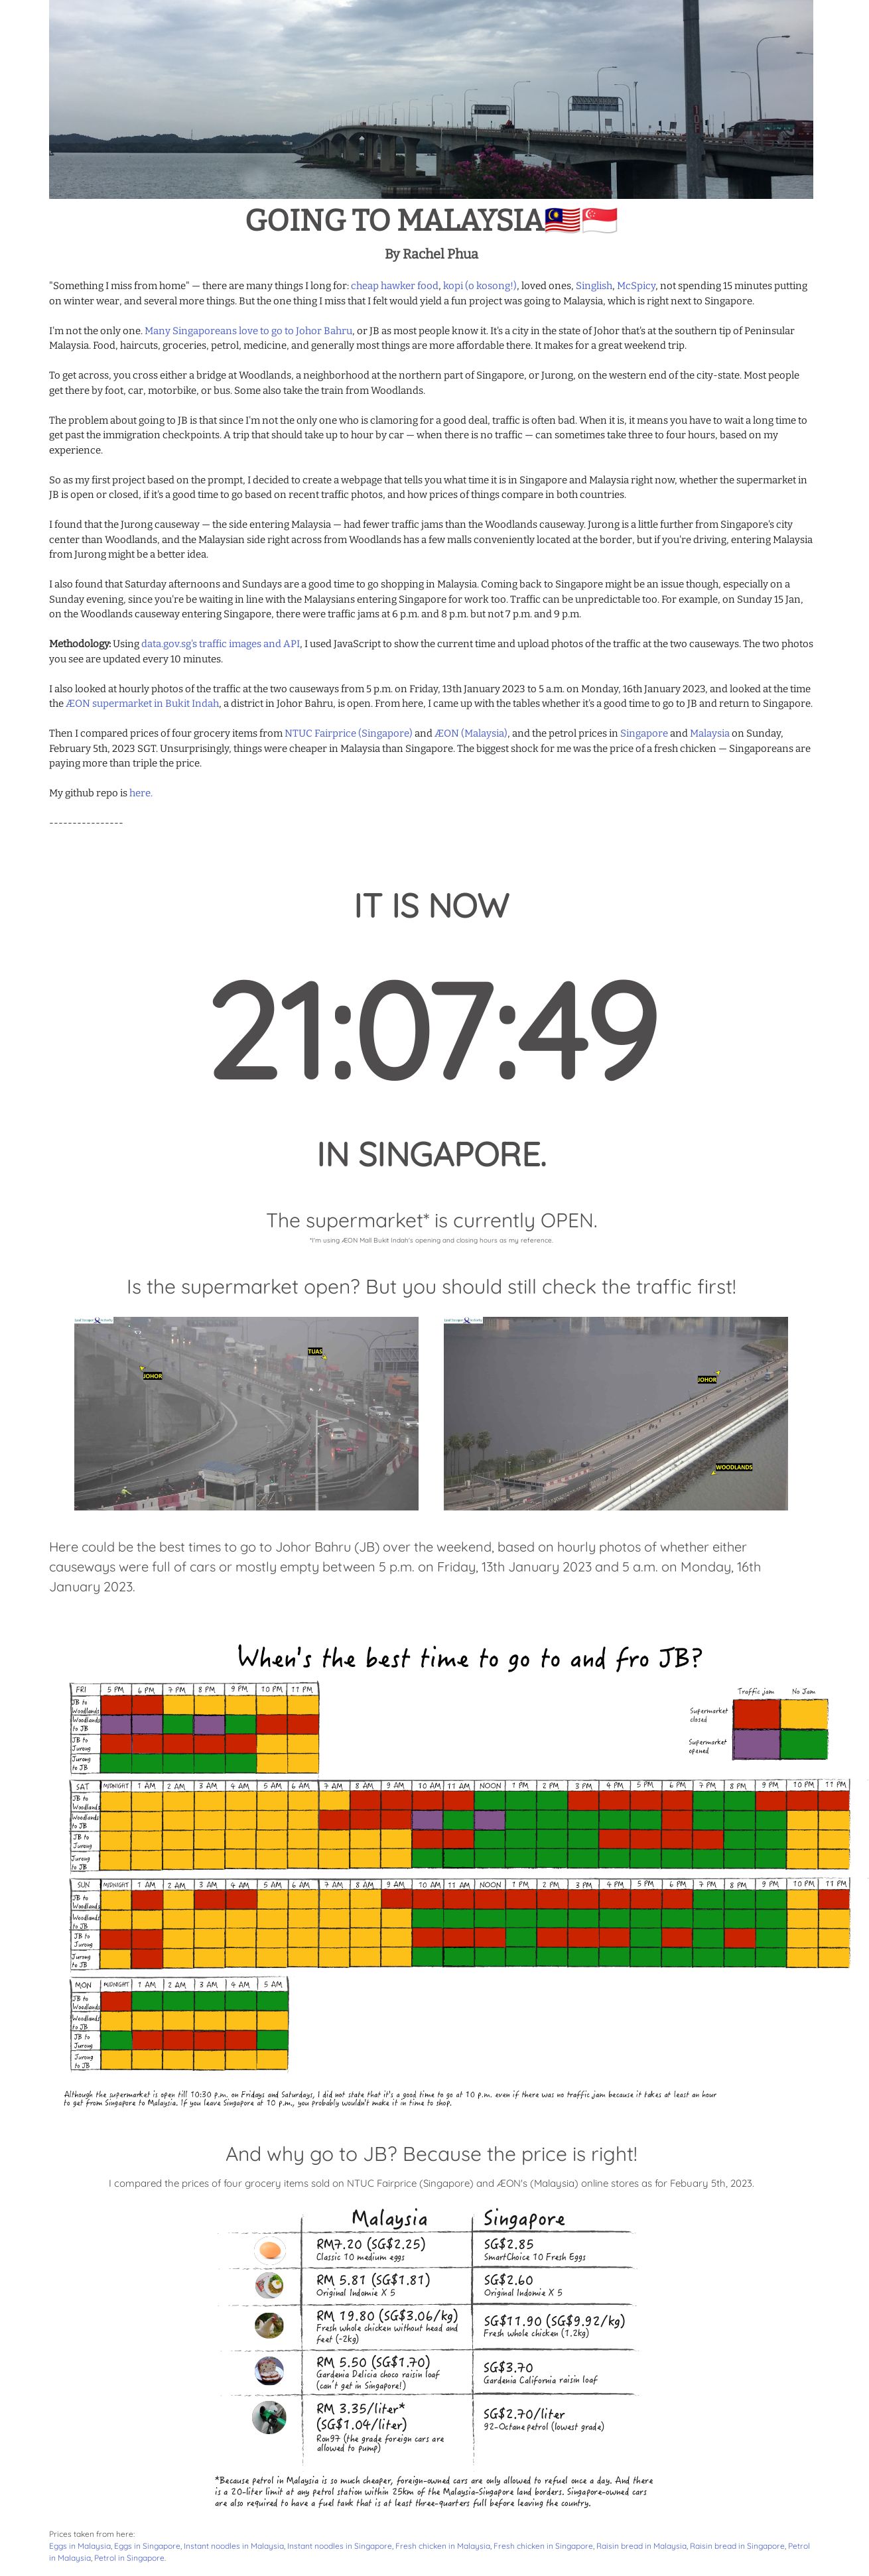 GOING TO MALAYSIA🇲🇾🇸🇬
By Rachel Phua
"Something I miss from home" — there are many things I long for: cheap hawker food, kopi (o kosong!), loved ones, Singlish, McSpicy, not spending 15 minutes putting
on winter wear, and several more things. But the one thing I miss that I felt would yield a fun project was going to Malaysia, which is right next to Singapore.
I'm not the only one. Many Singaporeans love to go to Johor Bahru, or JB as most people know it. It's a city in the state of Johor that's at the southern tip of Peninsular
Malaysia. Food, haircuts, groceries, petrol, medicine, and generally most things are more affordable there. It makes for a great weekend trip.
To get across, you cross either a bridge at Woodlands, a neighborhood at the northern part of Singapore, or Jurong, on the western end of the city-state. Most people
get there by foot, car, motorbike, or bus. Some also take the train from Woodlands.
The problem about going to JB is that since I'm not the only one who is clamoring for a good deal, traffic is often bad. When it is, it means you have to wait a long time to
get past the immigration checkpoints. A trip that should take up to hour by car — when there is no traffic — can sometimes take three to four hours, based on my
experience.
So as my first project based on the prompt, I decided to create a webpage that tells you what time it is in Singapore and Malaysia right now, whether the supermarket in
JB is open or closed, if it's a good time to go based on recent traffic photos, and how prices of things compare in both countries.
I found that the Jurong causeway — the side entering Malaysia — had fewer traffic jams than the Woodlands causeway. Jurong is a little further from Singapore's city
center than Woodlands, and the Malaysian side right across from Woodlands has a few malls conveniently located at the border, but if you're driving, entering Malaysia
from Jurong might be a better idea.
I also found that Saturday afternoons and Sundays are a good time to go shopping in Malaysia. Coming back to Singapore might be an issue though, especially on a
Sunday evening, since you're be waiting in line with the Malaysians entering Singapore for work too. Traffic can be unpredictable too. For example, on Sunday 15 Jan,
on the Woodlands causeway entering Singapore, there were traffic jams at 6 p.m. and 8 p.m. but not 7 p.m. and 9 p.m.
Methodology: Using data.gov.sg's traffic images and API, I used JavaScript to show the current time and upload photos of the traffic at the two causeways. The two photos
you see are updated every 10 minutes.
I also looked at hourly photos of the traffic at the two causeways from 5 p.m. on Friday, 13th January 2023 to 5 a.m. on Monday, 16th January 2023, and looked at the time
the ÆON supermarket in Bukit Indah, a district in Johor Bahru, is open. From here, I came up with the tables whether it's a good time to go to JB and return to Singapore.
Then I compared prices of four grocery items from NTUC Fairprice (Singapore) and ÆON (Malaysia), and the petrol prices in Singapore and Malaysia on Sunday,
February 5th, 2023 SGT. Unsurprisingly, things were cheaper in Malaysia than Singapore. The biggest shock for me was the price of a fresh chicken — Singaporeans are
paying more than triple the price.
My github repo is here.
----------------
IT IS NOW
21:07:49
IN SINGAPORE.
The supermarket* is currently OPEN.
*I'm using ÆON Mall Bukit Indah's opening and closing hours as my reference.
Is the supermarket open? But you should still check the traffic first!
TUAS
JOHOR
JOHOR
WOODLANDS
Here could be the best times to go to Johor Bahru (JB) over the weekend, based on hourly photos of whether either
causeways were full of cars or mostly empty between 5 p.m. on Friday, 13th January 2023 and 5 a.m. on Monday, 16th
January 2023.
When's the best time to go to and fro JB?
Traffic jam No Jam
Supermarket closed
Supermarket opened
FRI 5 PM 6 PM 7 PM 8 PM 9 PM 10 PM 11 PM
JB to Woodlands
Woodlands to JB
JB to Jurong
Jurong to JB
SAT MIDNIGHT 1 AM 2 AM 3 AM 4 AM 5 AM 6 AM 7 AM 8 AM 9 AM 10 AM 11 AM NOON 1 PM 2 PM 3 PM 4 PM 5 PM 6 PM 7 PM 8 PM 9 PM 10 PM 11 PM
JB to Woodlands
Woodlands to JB
JB to Jurong
Jurong to JB
SUN MIDNIGHT 1 AM 2 AM 3 AM 4 AM 5 AM 6 AM 7 AM 8 AM 9 AM 10 AM 11 AM NOON 1 PM 2 PM 3 PM 4 PM 5 PM 6 PM 7 PM 8 PM 9 PM 10 PM 11 PM
JB to Woodlands
Woodlands to JB
JB to Jurong
Jurong to JB
MON MIDNIGHT 1 AM 2 AM 3 AM 4 AM 5 AM
JB to Woodlands
Woodlands to JB
JB to Jurong
Jurong to JB
Although the supermarket is open till 10:30 p.m. on Fridays and Saturdays, I did not state that it's a good time to go at 10 p.m. even if there was no traffic jam because it takes at least an hour
to get from Singapore to Malaysia. If you leave Singapore at 10 p.m., you probably wouldn't make it in time to shop.
And why go to JB? Because the price is right!
I compared the prices of four grocery items sold on NTUC Fairprice (Singapore) and ÆON's (Malaysia) online stores as for Febuary 5th, 2023.
Malaysia Singapore
RM7.20 (SG$2.25) SG$2.85
Classic 10 medium eggs SmartChoice 10 Fresh Eggs
RM 5.81 (SG$1.81) SG$2.60
Original Indomie X 5 Original Indomie X 5
RM 19.80 (SG$3.06/kg) SG$11.90 (SG$9.92/kg)
Fresh whole chicken without head and Fresh whole chicken (1.2kg)
feet (~2kg)
RM 5.50 (SG$1.70) SG$3.70
Gardenia Delicia choco raisin loaf Gardenia California raisin loaf
(can't get in Singapore!)
RM 3.35/liter* SG$2.70/liter
(SG$1.04/liter) 92-Octane petrol (lowest grade)
Ron97 (the grade foreign cars are
allowed to pump)
*Because petrol in Malaysia is so much cheaper, foreign-owned cars are only allowed to refuel once a day. And there
is a 20-liter limit at any petrol station within 25km of the Malaysia-Singapore land borders. Singapore-owned cars
are also required to have a fuel tank that is at least three-quarters full before leaving the country.
Prices taken from here:
Eggs in Malaysia, Eggs in Singapore, Instant noodles in Malaysia, Instant noodles in Singapore, Fresh chicken in Malaysia, Fresh chicken in Singapore, Raisin bread in Malaysia, Raisin bread in Singapore, Petrol
in Malaysia, Petrol in Singapore.